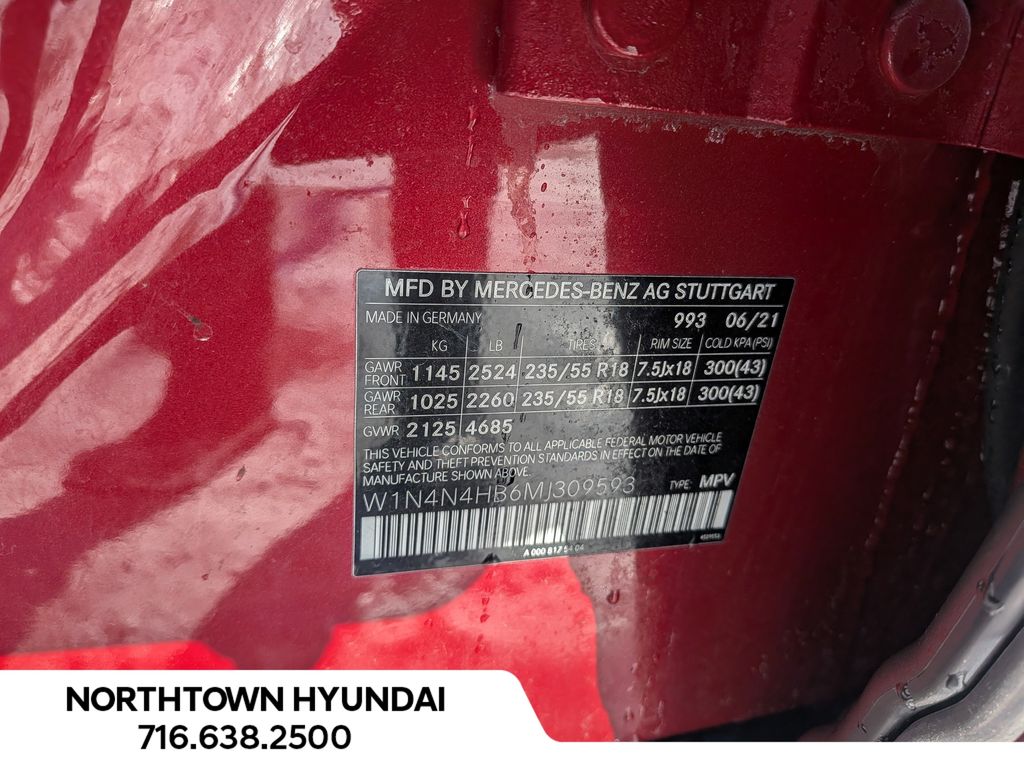 MFD BY MERCEDES-BENZ AG STUTTGART
MADE IN GERMANY 993 06/21
KG LB TIRES RIM SIZE COLD KPA (PSI)
GAWR FRONT 1145 2524 235/55 R18 7.5Jx18 300(43)
GAWR REAR 1025 2260 235/55 R18 7.5Jx18 300(43)
GVWR 2125 4685
THIS VEHICLE CONFORMS TO ALL APPLICABLE FEDERAL MOTOR VEHICLE
SAFETY AND THEFT PREVENTION STANDARDS IN EFFECT ON THE DATE OF
MANUFACTURE SHOWN ABOVE.
W1N4N4HB6MJ309593 TYPE: MPV
A 000 817 54 04
NORTHTOWN HYUNDAI
716.638.2500